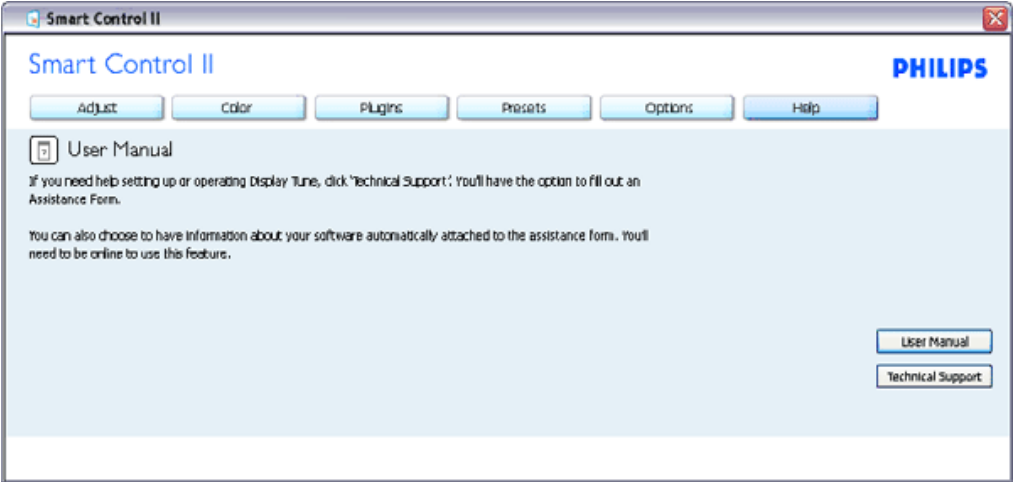 Smart Control II
Smart Control II
PHILIPS
Adjust Color Plugins Presets Options Help
User Manual
If you need help setting up or operating Display Tune, click 'Technical Support'. You'll have the option to fill out an
Assistance Form.
You can also choose to have information about your software automatically attached to the assistance form. You'll
need to be online to use this feature.
User Manual
Technical Support